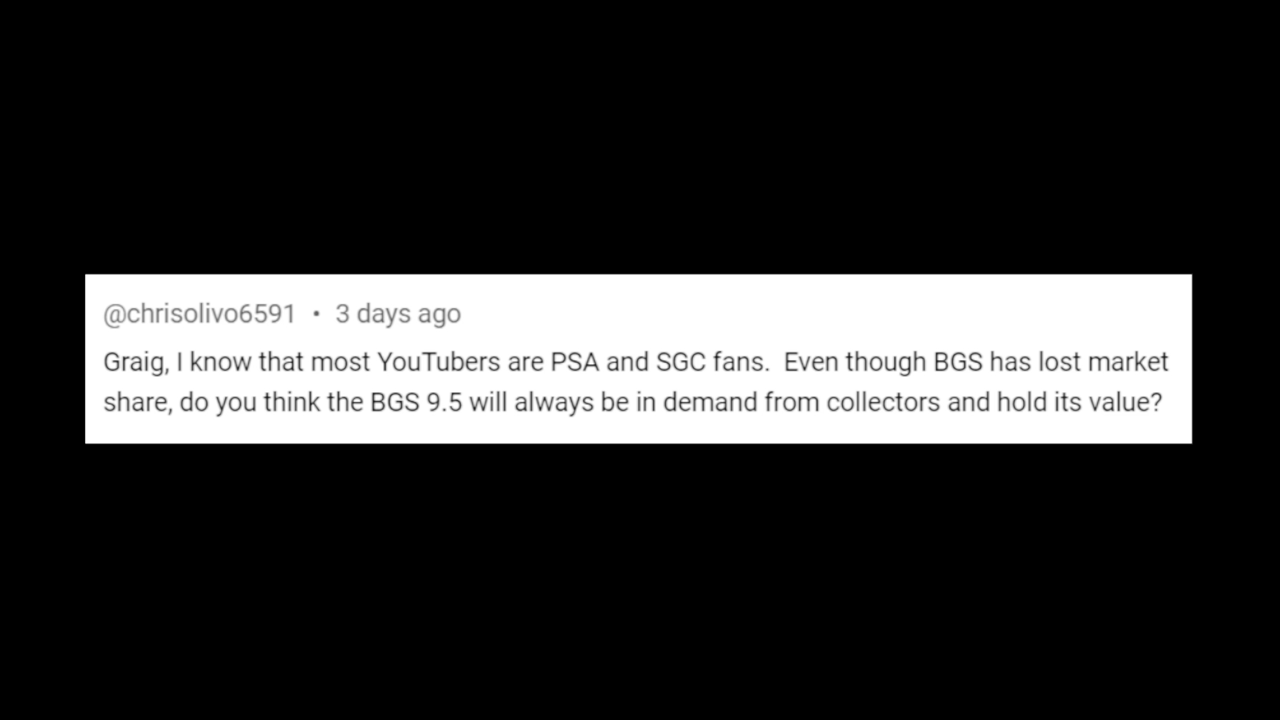 @chrisolivo6591 • 3 days ago
Graig, I know that most YouTubers are PSA and SGC fans.  Even though BGS has lost market
share, do you think the BGS 9.5 will always be in demand from collectors and hold its value?